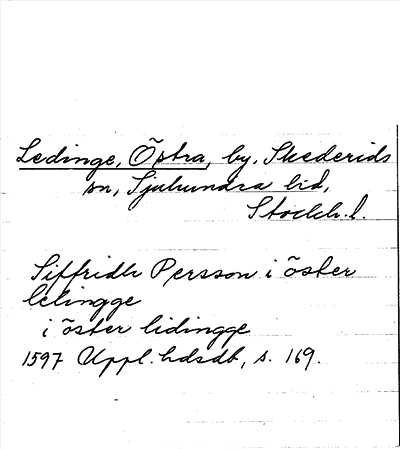 Ledinge, Östra, by, Skederids
sn, Sjuhundra hd,
Stockh. l.
Siffridh Persson i öster
lelingge
i öster lidingge
1597 Uppl. hdsdb, s. 169.